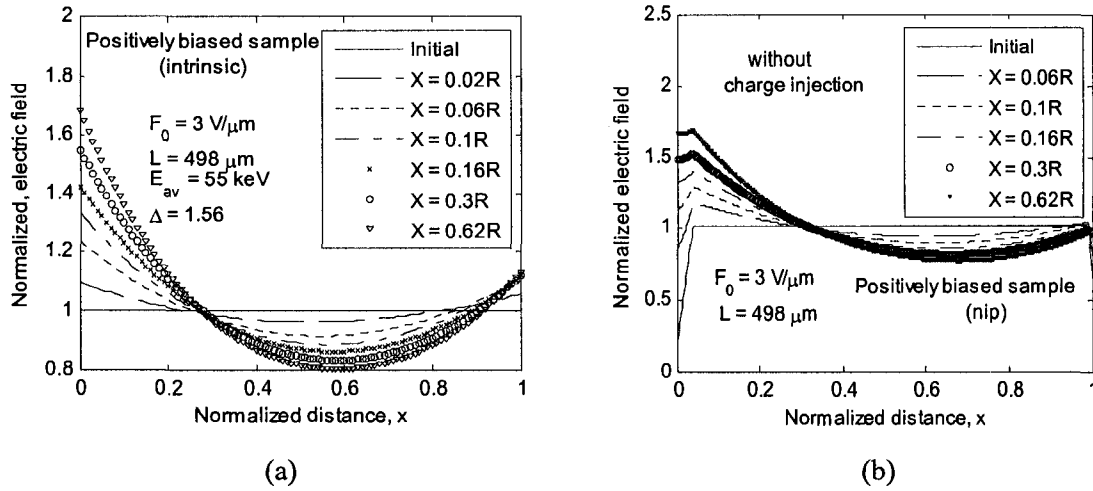 2
1.8
1.6
1.4
1.2
1
0.8
Normalized, electric field
Positively biased sample
(intrinsic)
F0 = 3 V/μm
L = 498 μm
Eav = 55 keV
Δ = 1.56
Initial
X = 0.02R
X = 0.06R
X = 0.1R
X = 0.16R
X = 0.3R
X = 0.62R
0 0.2 0.4 0.6 0.8 1
Normalized distance, x
(a)
2.5
2
1.5
1
0.5
0
Normalized electric field
without
charge injection
Initial
X = 0.06R
X = 0.1R
X = 0.16R
X = 0.3R
X = 0.62R
F0 = 3 V/μm
L = 498 μm
Positively biased sample
(nip)
0 0.2 0.4 0.6 0.8 1
Normalized distance, x
(b)